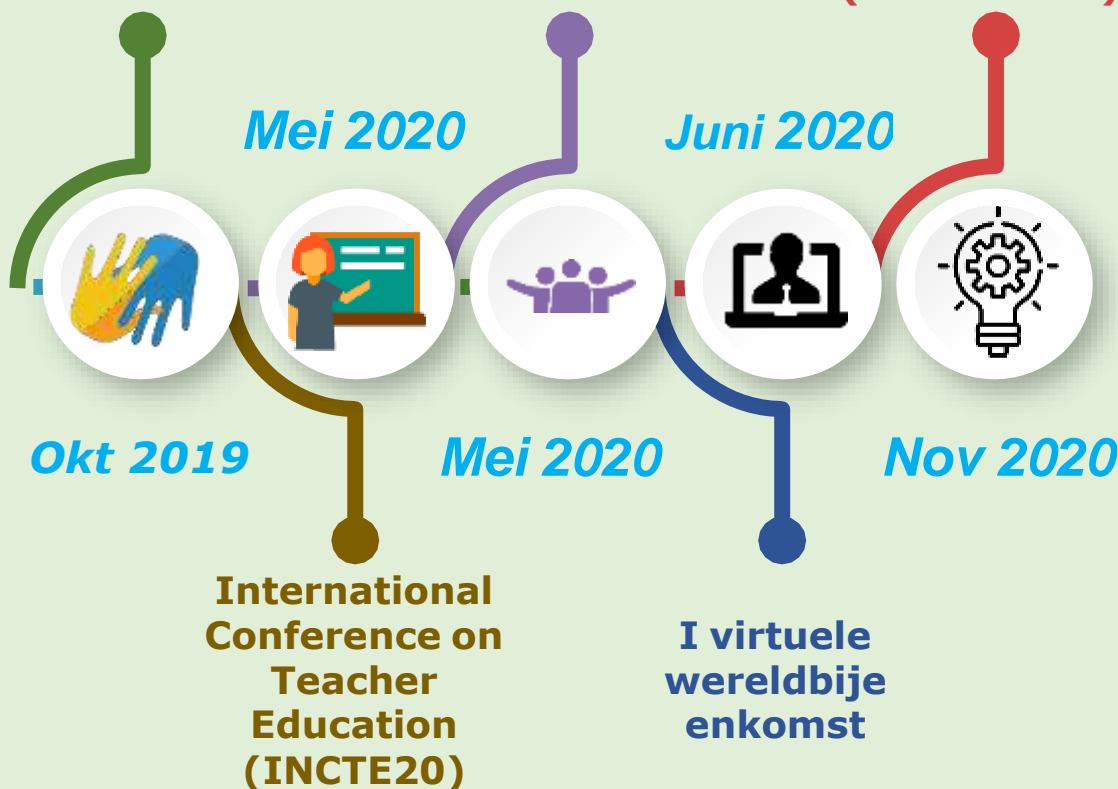 Mei 2020
Juni 2020
Okt 2019
Mei 2020
Nov 2020
International
Conference on
Teacher
Education
(INCTE20)
I virtuele
wereldbije
enkomst